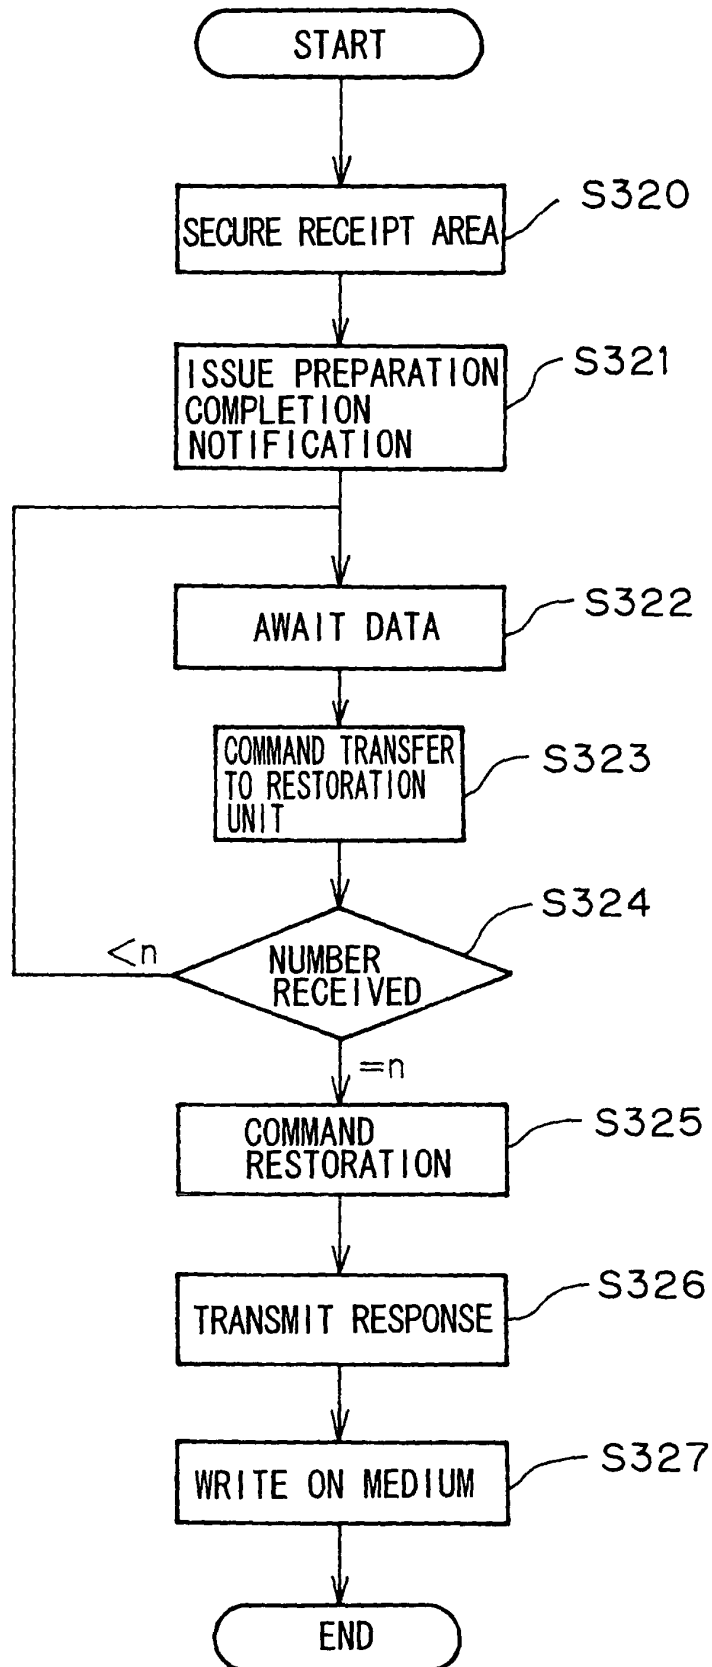 START
SECURE RECEIPT AREA
S320
ISSUE PREPARATION
COMPLETION
NOTIFICATION
S321
AWAIT DATA
S322
COMMAND TRANSFER
TO RESTORATION
UNIT
S323
NUMBER
RECEIVED
S324
<n
=n
COMMAND
RESTORATION
S325
TRANSMIT RESPONSE
S326
WRITE ON MEDIUM
S327
END